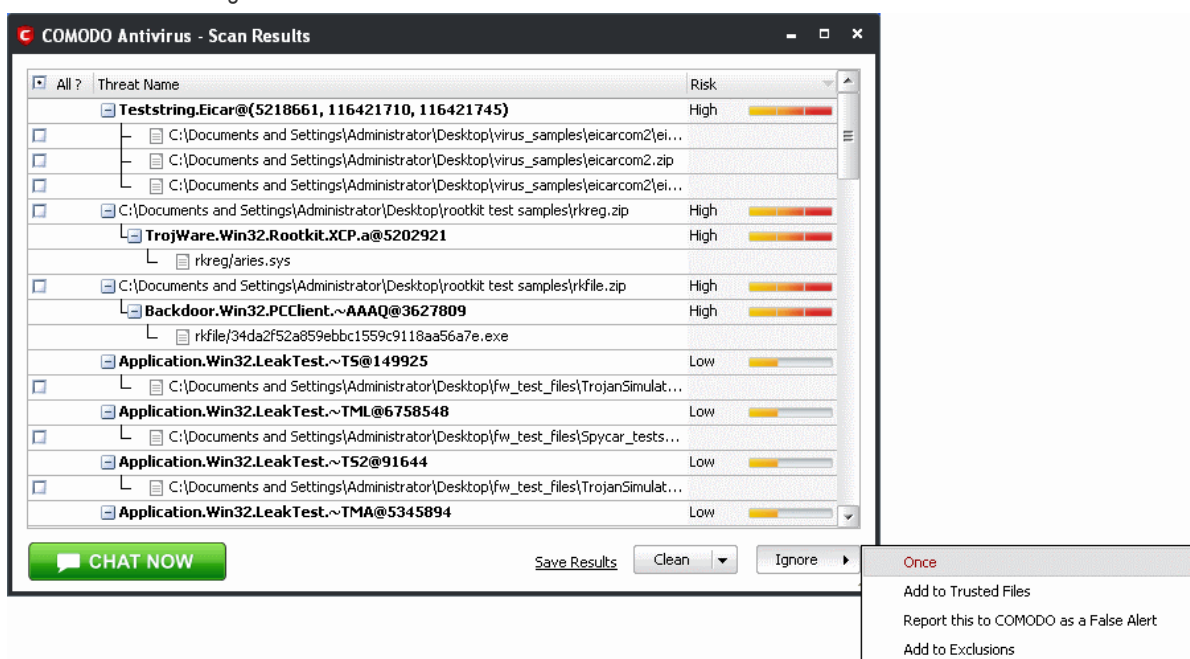 COMODO Antivirus - Scan Results
All ? Threat Name Risk
Teststring.Eicar@(5218661, 116421710, 116421745) High
C:\Documents and Settings\Administrator\Desktop\virus_samples\eicarcom2\ei...
C:\Documents and Settings\Administrator\Desktop\virus_samples\eicarcom2.zip
C:\Documents and Settings\Administrator\Desktop\virus_samples\eicarcom2\ei...
C:\Documents and Settings\Administrator\Desktop\rootkit test samples\rkreg.zip High
TrojWare.Win32.Rootkit.XCP.a@5202921 High
rkreg/aries.sys
C:\Documents and Settings\Administrator\Desktop\rootkit test samples\rkfile.zip High
Backdoor.Win32.PCClient.~AAAQ@3627809 High
rkfile/34da2f52a859ebbc1559c9118aa56a7e.exe
Application.Win32.LeakTest.~TS@149925 Low
C:\Documents and Settings\Administrator\Desktop\fw_test_files\TrojanSimulat...
Application.Win32.LeakTest.~TML@6758548 Low
C:\Documents and Settings\Administrator\Desktop\fw_test_files\Spycar_tests...
Application.Win32.LeakTest.~TS2@91644 Low
C:\Documents and Settings\Administrator\Desktop\fw_test_files\TrojanSimulat...
Application.Win32.LeakTest.~TMA@5345894 Low
CHAT NOW Save Results Clean Ignore
Once
Add to Trusted Files
Report this to COMODO as a False Alert
Add to Exclusions